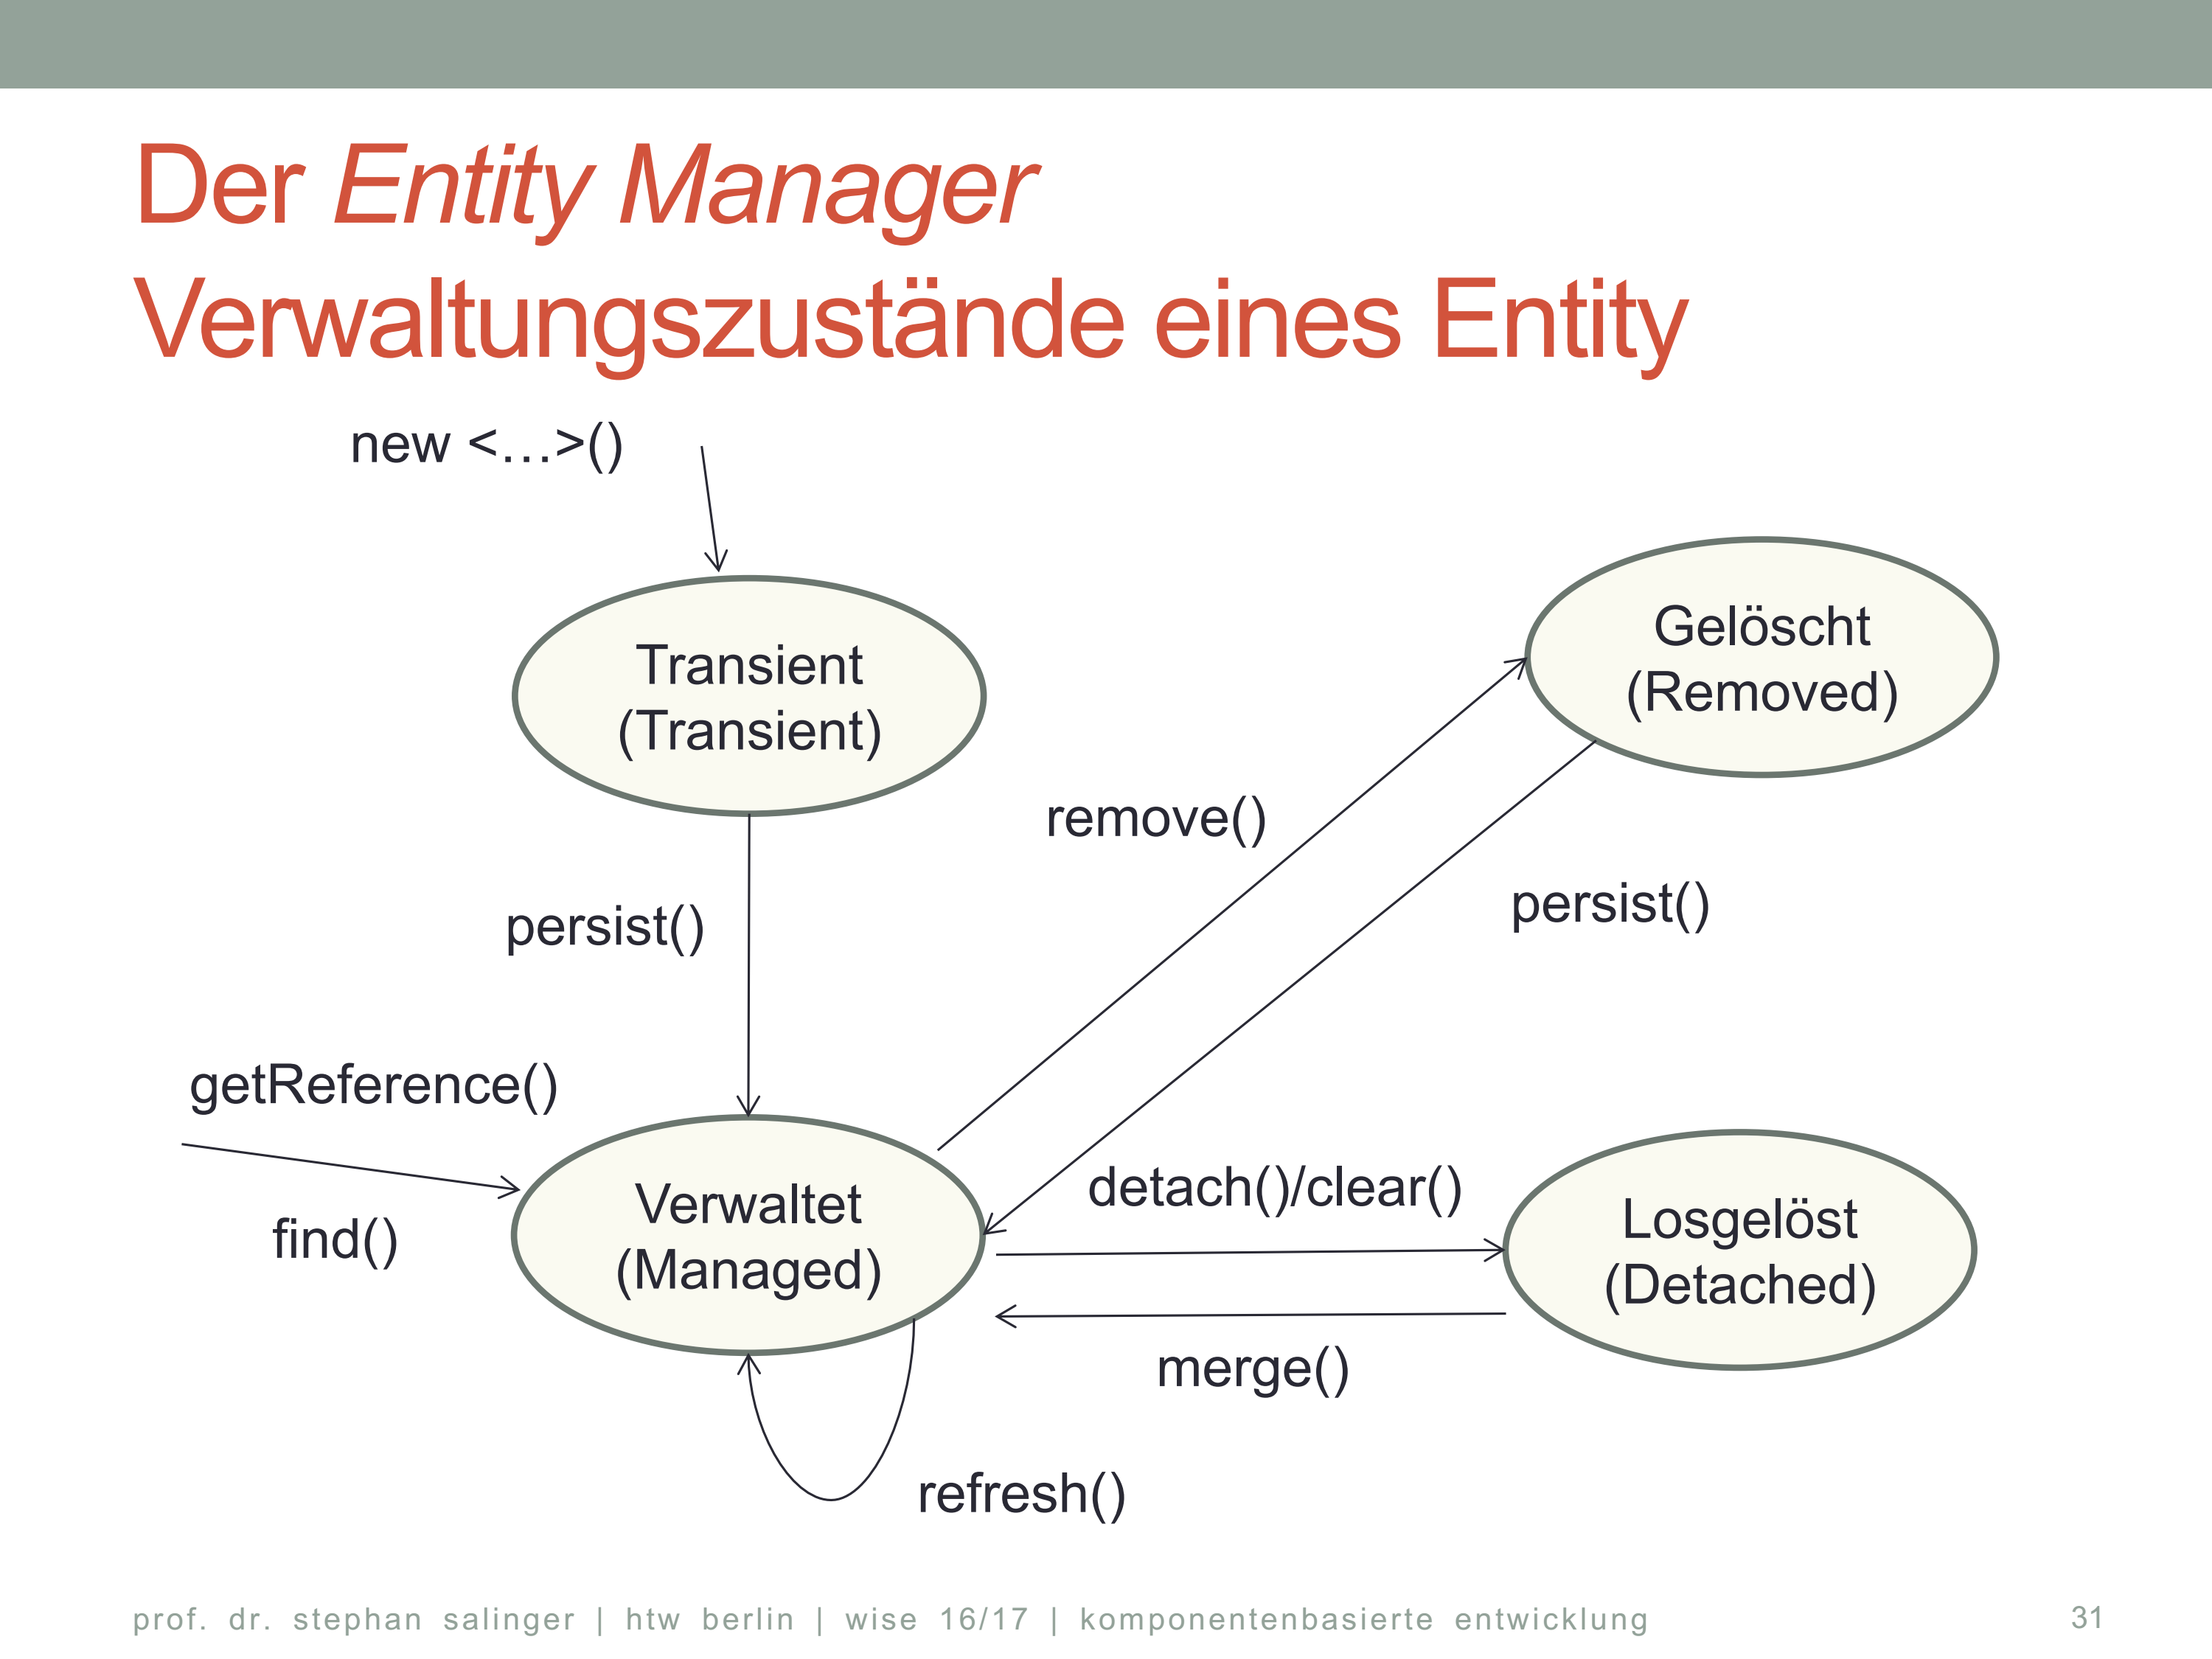 Der Entity Manager
Verwaltungszustände eines Entity
new <…>()
Transient
(Transient)
Gelöscht
(Removed)
remove()
persist()
persist()
getReference()
find()
Verwaltet
(Managed)
detach()/clear()
Losgelöst
(Detached)
merge()
refresh()
prof. dr. stephan salinger | htw berlin | wise 16/17 | komponentenbasierte entwicklung
31